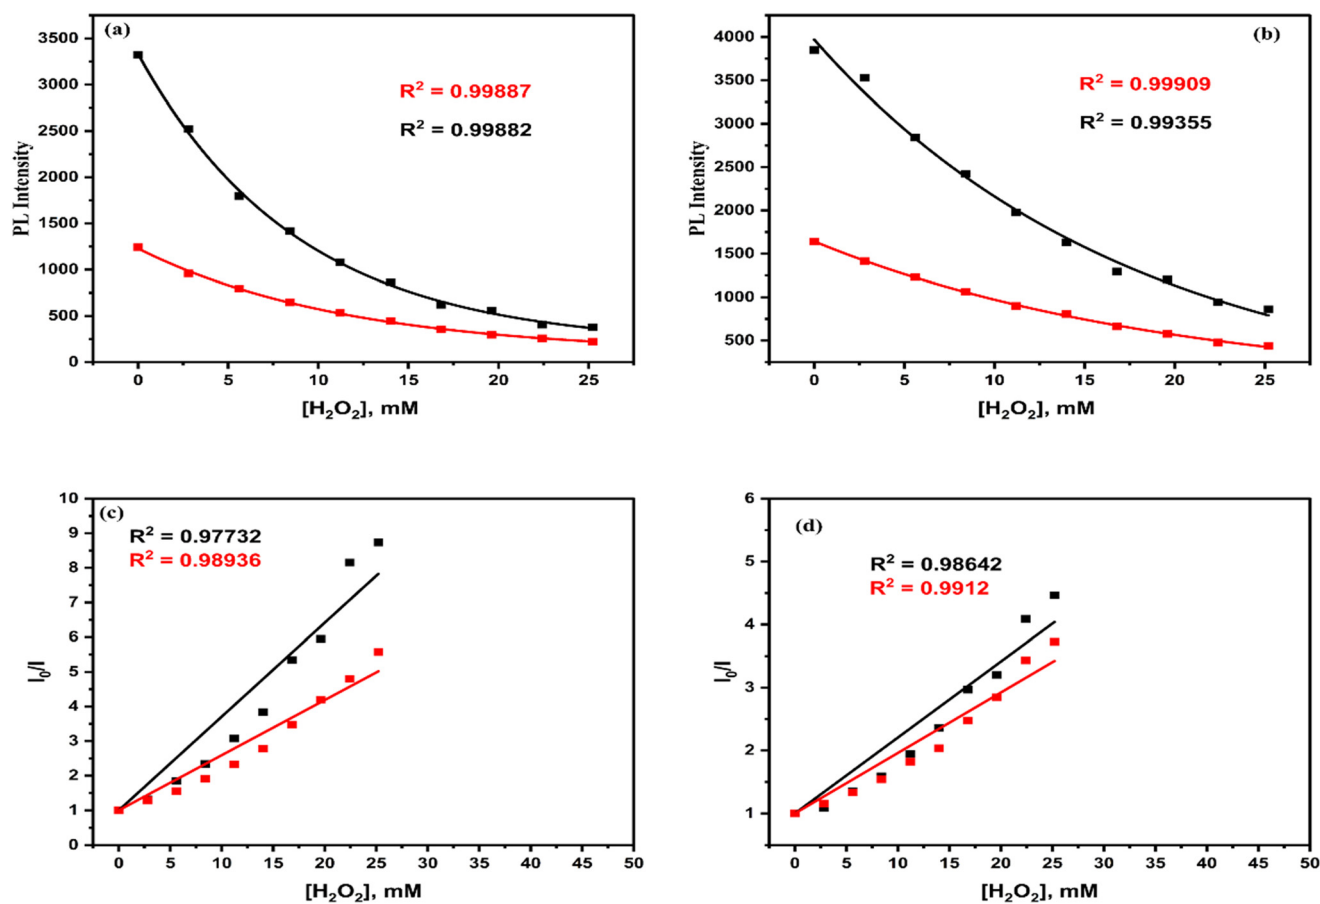 (a)
R² = 0.99887
R² = 0.99882
PL Intensity
3500
3000
2500
2000
1500
1000
500
0
0 5 10 15 20 25
[H₂O₂], mM
(b)
R² = 0.99909
R² = 0.99355
PL Intensity
4000
3500
3000
2500
2000
1500
1000
500
0 5 10 15 20 25
[H₂O₂], mM
(c)
R² = 0.97732
R² = 0.98936
I₀/I
10
9
8
7
6
5
4
3
2
1
0
0 5 10 15 20 25 30 35 40 45 50
[H₂O₂], mM
(d)
R² = 0.98642
R² = 0.9912
I₀/I
6
5
4
3
2
1
0 5 10 15 20 25 30 35 40 45 50
[H₂O₂], mM